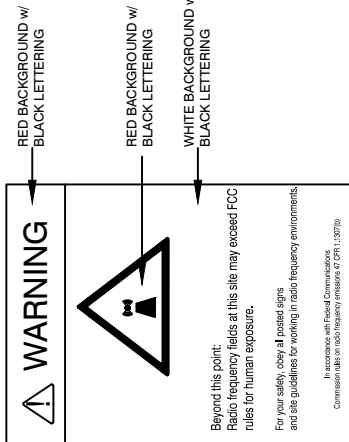 RED BACKGROUND w/
BLACK LETTERING
RED BACKGROUND w/
BLACK LETTERING
WHITE BACKGROUND w
BLACK LETTERING
WARNING
Beyond this point:
Radio frequency fields at this site may exceed FCC
rules for human exposure.
For your safety, obey all posted signs
and site guidelines for working in radio frequency environments.
In accordance with Federal Communications
Commission rules on radio frequency emissions 47 CFR 1.1307(b)